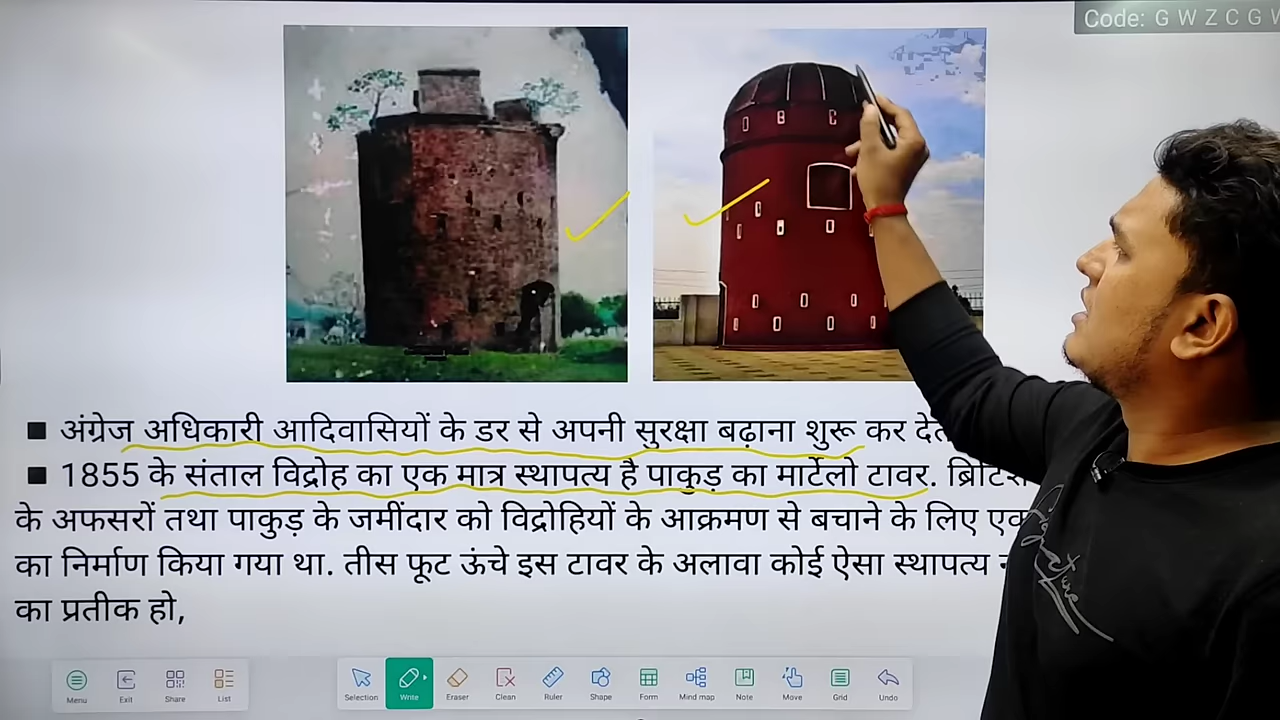 Code: G W Z C G W
■ अंग्रेज अधिकारी आदिवासियों के डर से अपनी सुरक्षा बढ़ाना शुरू कर देते
■ 1855 के संताल विद्रोह का एक मात्र स्थापत्य है पाकुड़ का मार्टेलो टावर. ब्रिटिश
के अफसरों तथा पाकुड़ के जमींदार को विद्रोहियों के आक्रमण से बचाने के लिए एक
का निर्माण किया गया था. तीस फूट ऊंचे इस टावर के अलावा कोई ऐसा स्थापत्य
का प्रतीक हो,
Menu Exit Share List Selection Write Eraser Clean Ruler Shape Form Mind map Note Move Grid Undo